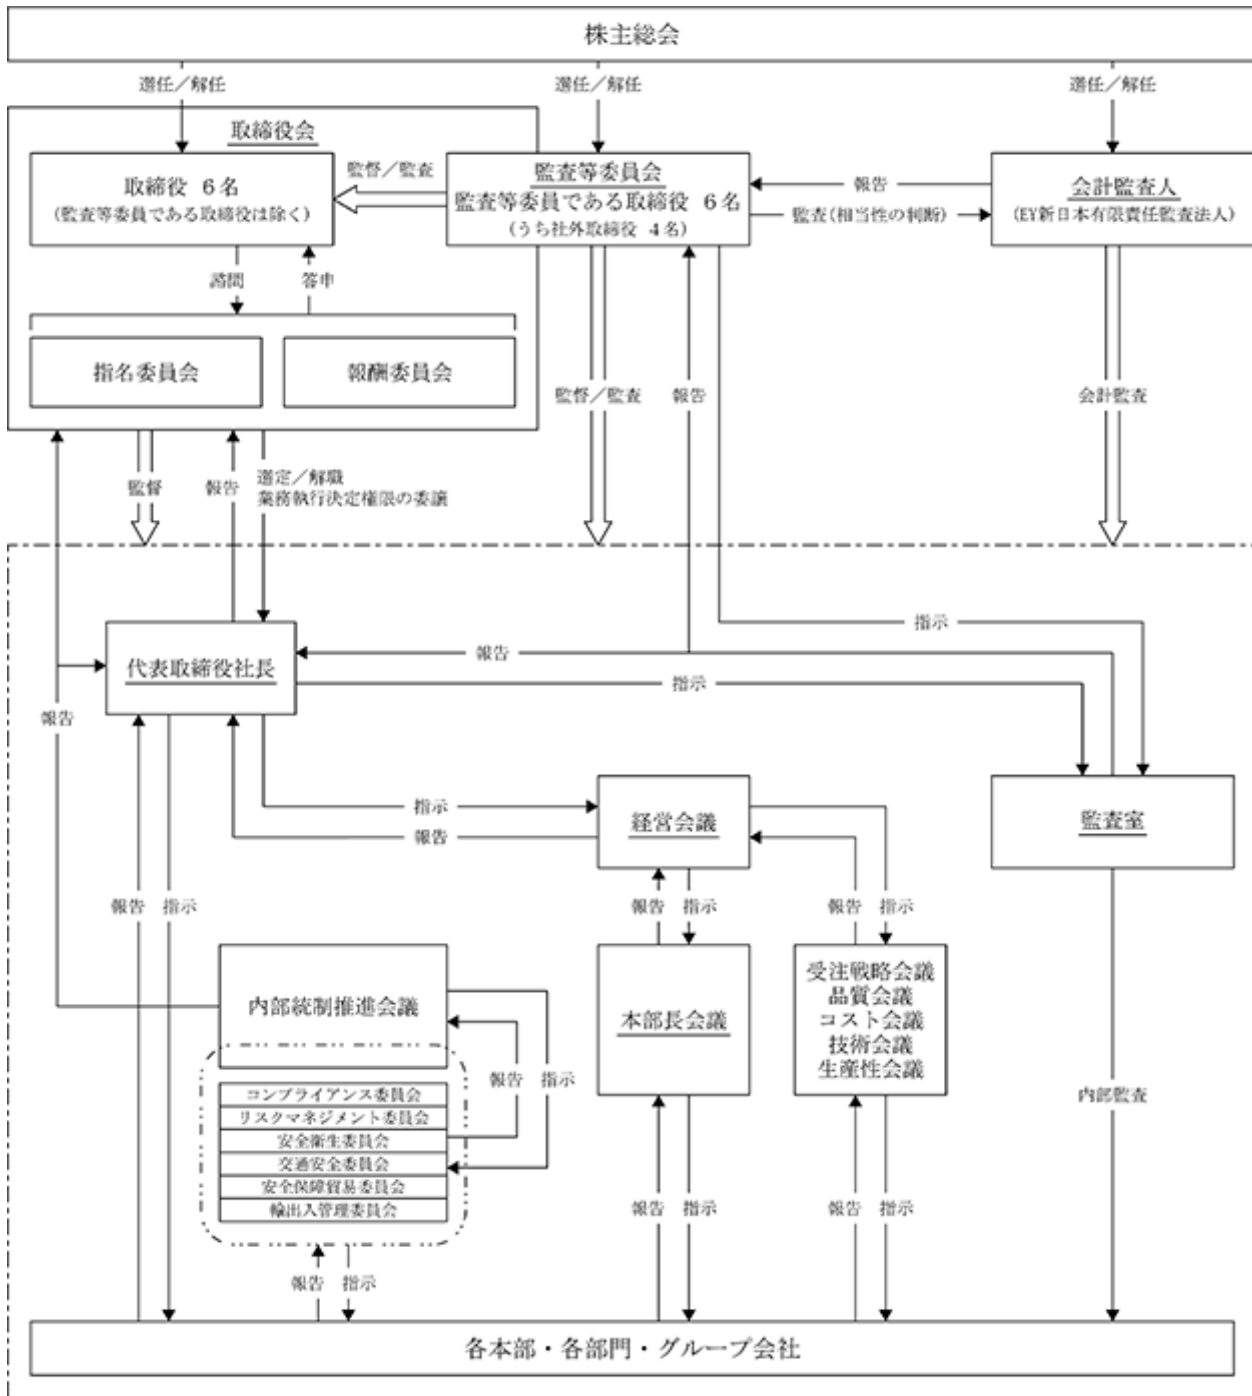 株主総会
選任／解任
選任／解任
選任／解任
取締役会
取締役 6名
(監査等委員である取締役は除く)
監督／監査
監査等委員会
監査等委員である取締役 6名
(うち社外取締役 4名)
報告
監査(相当性の判断)
会計監査人
(EY新日本有限責任監査法人)
諮問
答申
指名委員会
報酬委員会
監督／監査
報告
会計監査
監督
報告
選定／解職
業務執行決定権限の委譲
指示
代表取締役社長
報告
指示
報告
指示
報告
経営会議
監査室
報告
指示
報告
指示
報告
指示
内部統制推進会議
本部長会議
受注戦略会議
品質会議
コスト会議
技術会議
生産性会議
報告
指示
コンプライアンス委員会
リスクマネジメント委員会
安全衛生委員会
交通安全委員会
安全保障貿易委員会
輸出入管理委員会
内部監査
報告
指示
報告
指示
報告
指示
各本部・各部門・グループ会社